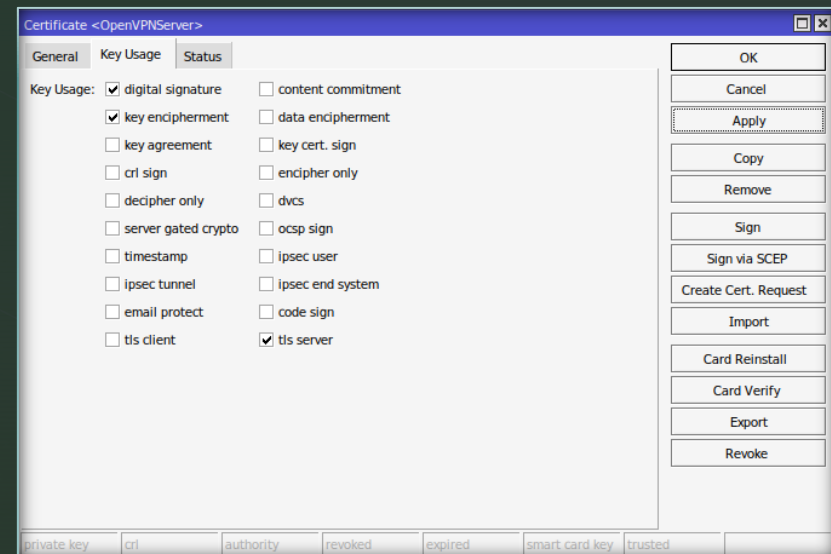 Certificate <OpenVPNServer>
General Key Usage Status
Key Usage: digital signature content commitment
key encipherment data encipherment
key agreement key cert. sign
crl sign encipher only
decipher only dvcs
server gated crypto ocsp sign
timestamp ipsec user
ipsec tunnel ipsec end system
email protect code sign
tls client tls server
OK
Cancel
Apply
Copy
Remove
Sign
Sign via SCEP
Create Cert. Request
Import
Card Reinstall
Card Verify
Export
Revoke
private key crl authority revoked expired smart card key trusted